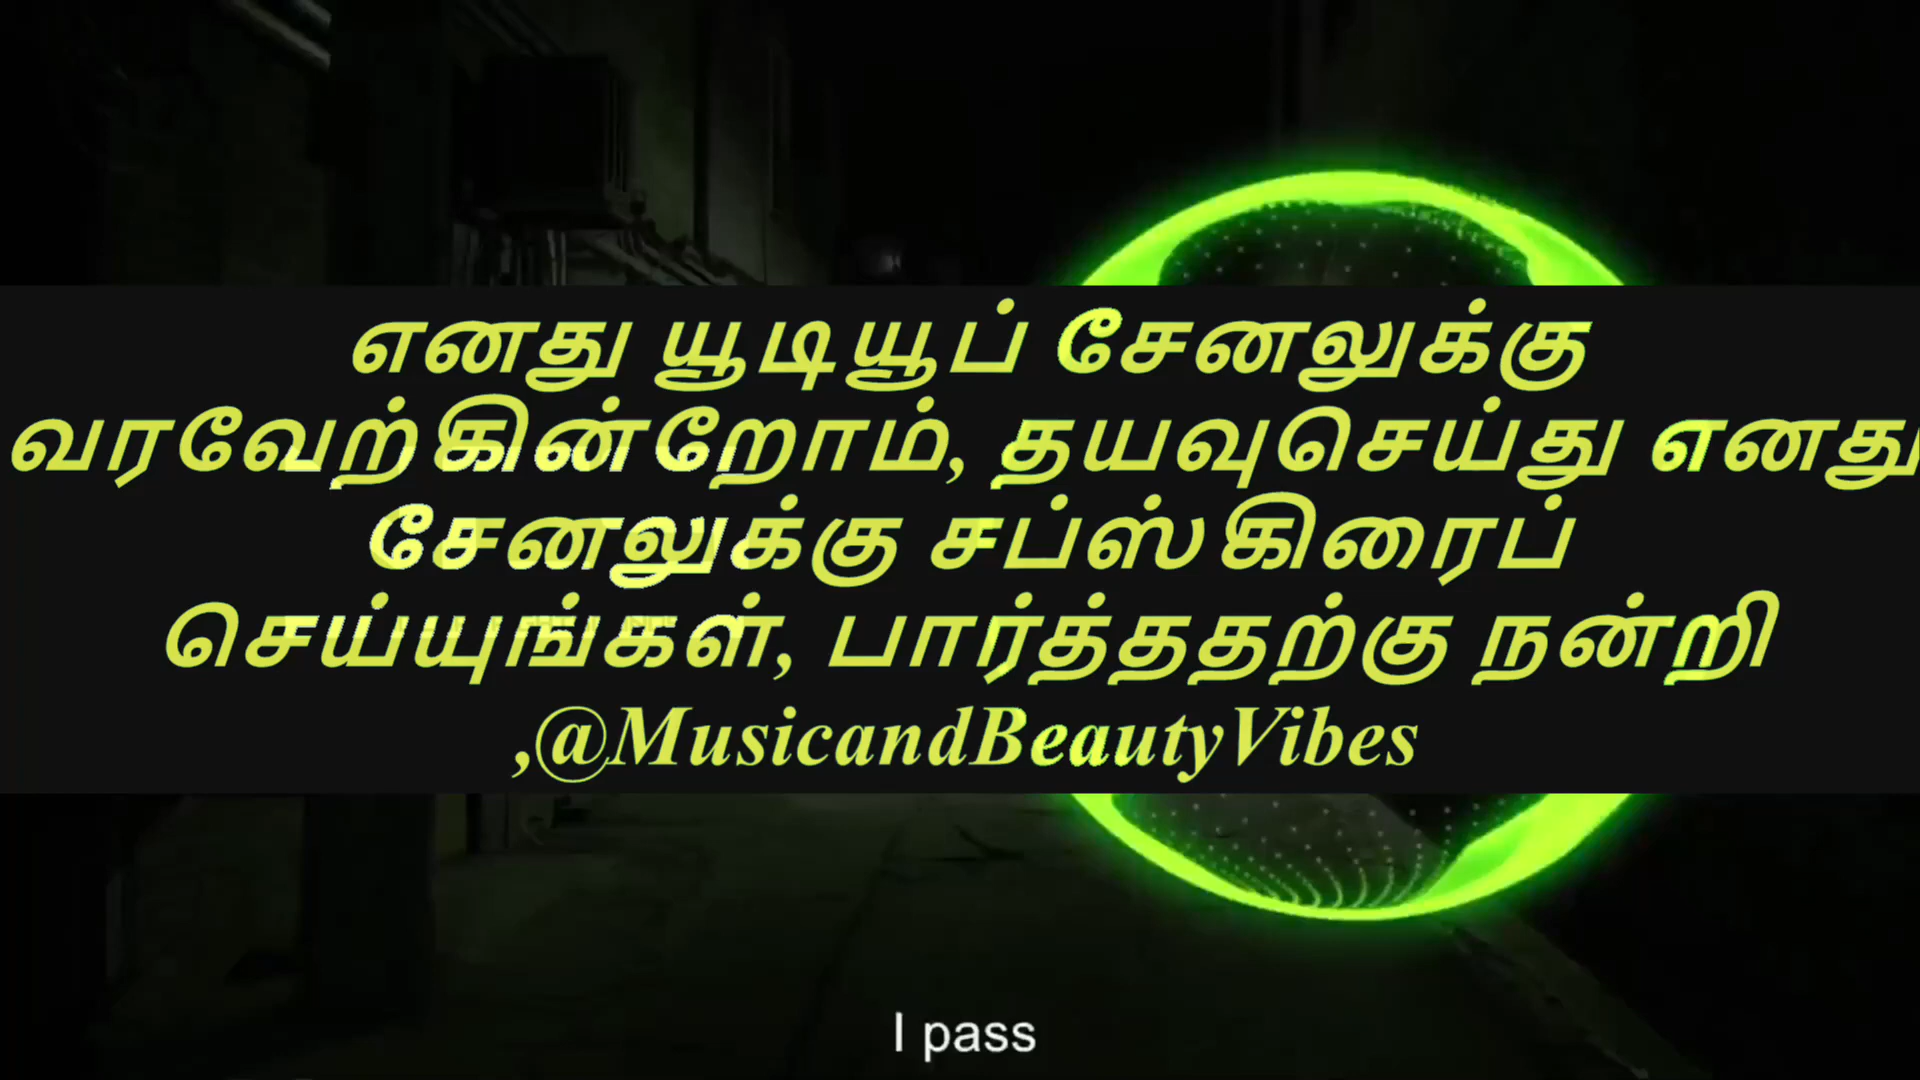 எனது யூடியூப் சேனலுக்கு
வரவேற்கின்றோம், தயவுசெய்து எனது
சேனலுக்கு சப்ஸ்கிரைப்
செய்யுங்கள், பார்த்ததற்கு நன்றி
,@MusicandBeautyVibes
I pass